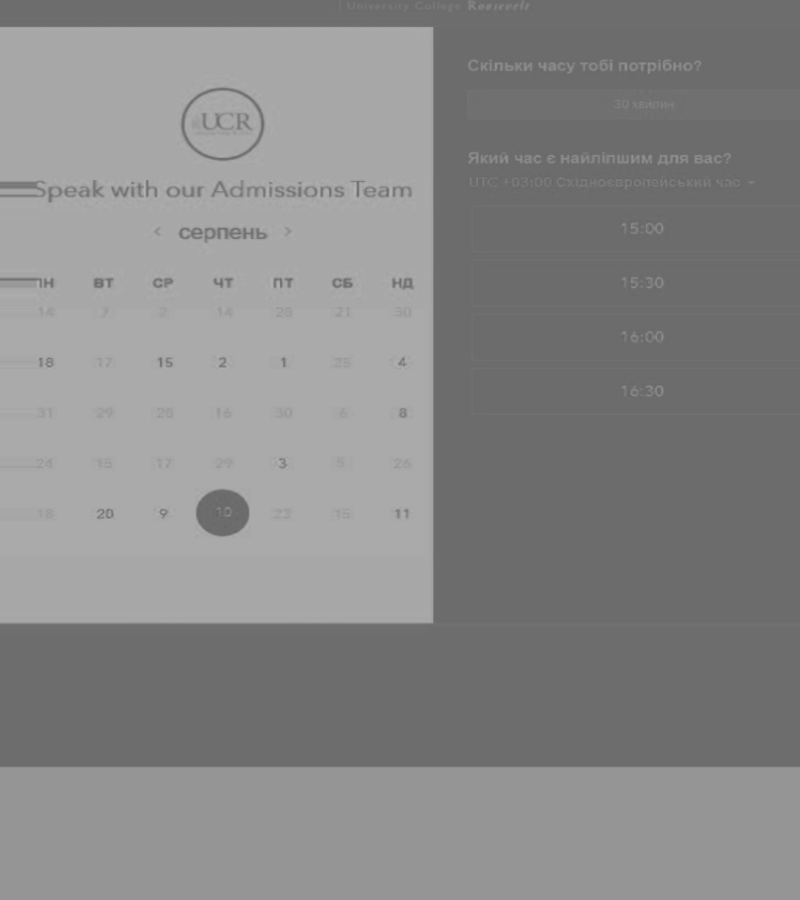 University College Roosevelt
UCR
Speak with our Admissions Team
< серпень >
ПН ВТ СР ЧТ ПТ СБ НД
14 7 2 14 28 21 30
18 17 15 2 1 25 4
31 29 28 16 30 6 8
24 15 17 29 3 5 26
18 20 9 10 22 15 11
Скільки часу тобі потрібно?
30 хвилин
Який час є найліпшим для вас?
UTC +03:00 Східноєвропейський час
15:00
15:30
16:00
16:30